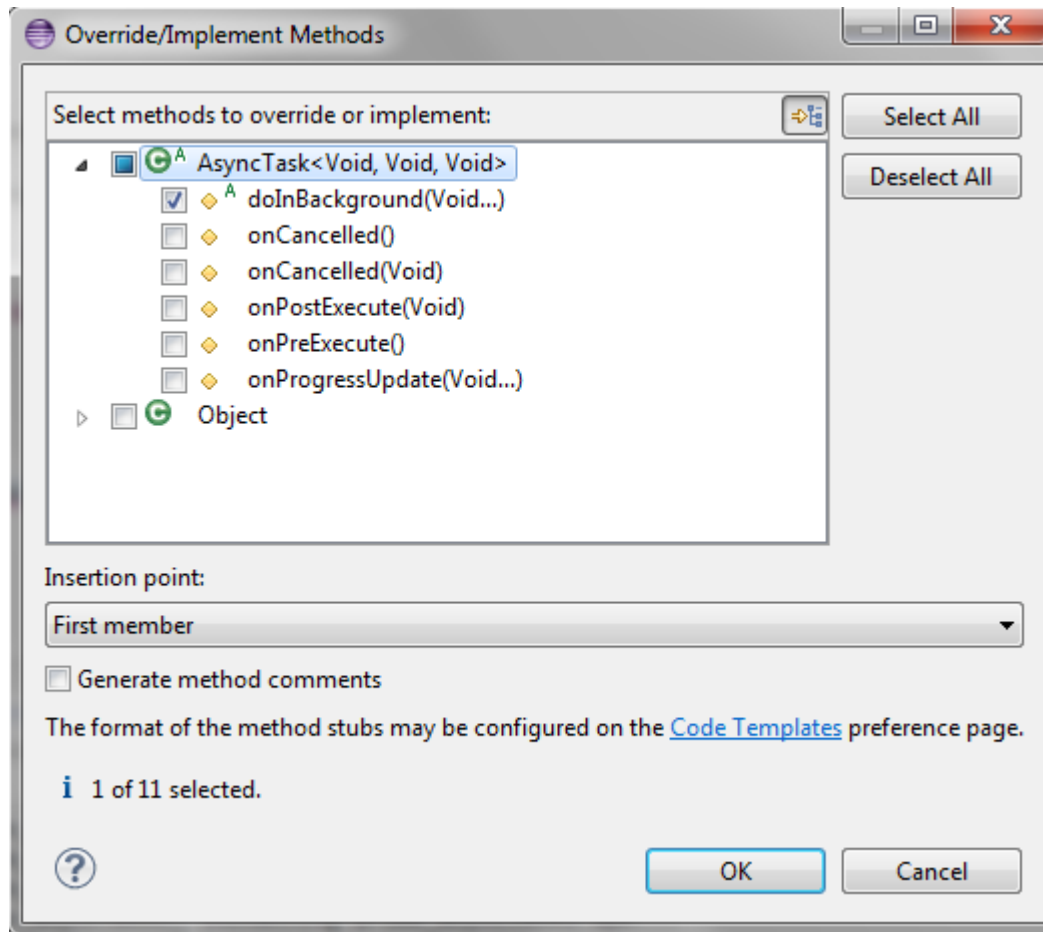 Override/Implement Methods
Select methods to override or implement:
Select All
AsyncTask<Void, Void, Void>
Deselect All
doInBackground(Void...)
onCancelled()
onCancelled(Void)
onPostExecute(Void)
onPreExecute()
onProgressUpdate(Void...)
Object
Insertion point:
First member
Generate method comments
The format of the method stubs may be configured on the Code Templates preference page.
1 of 11 selected.
OK
Cancel